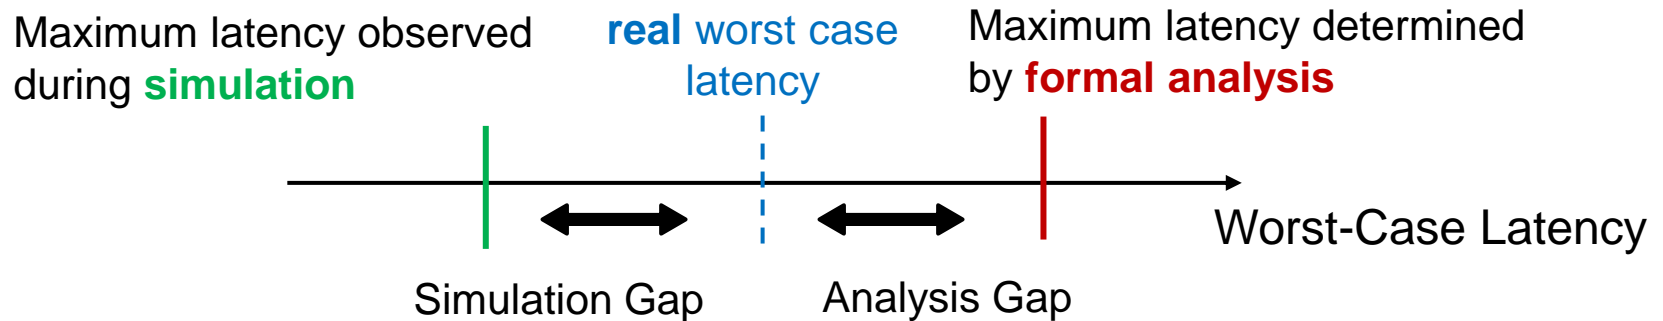 Maximum latency observed
during simulation
real worst case
latency
Maximum latency determined
by formal analysis
Worst-Case Latency
Simulation Gap
Analysis Gap